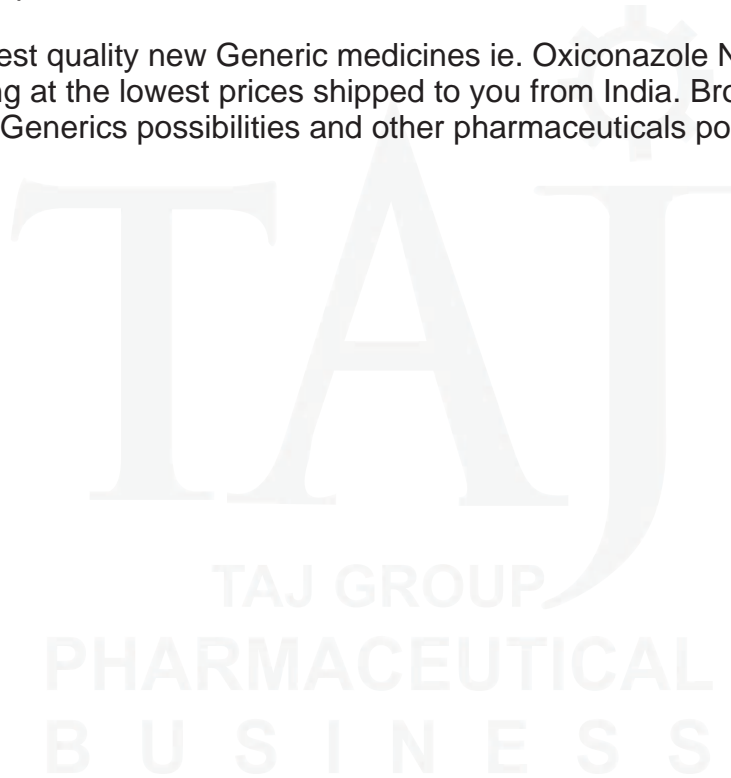 est quality new Generic medicines ie. Oxiconazole N
g at the lowest prices shipped to you from India. Bro
Generics possibilities and other pharmaceuticals po
TAJ
TAJ GROUP
PHARMACEUTICAL
BUSINESS